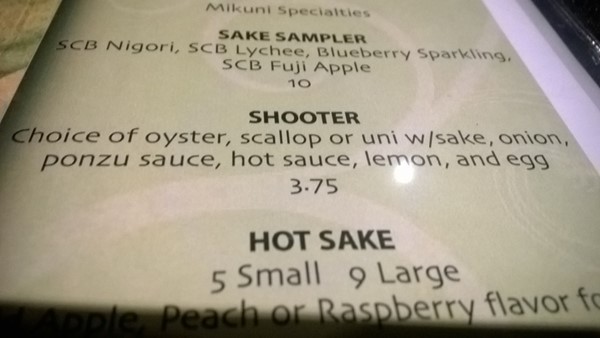 Mikuni Specialties
SAKE SAMPLER
SCB Nigori, SCB Lychee, Blueberry Sparkling,
SCB Fuji Apple
10
SHOOTER
Choice of oyster, scallop or uni w/sake, onion,
ponzu sauce, hot sauce, lemon, and egg
3.75
HOT SAKE
5 Small 9 Large
Apple, Peach or Raspberry flavor